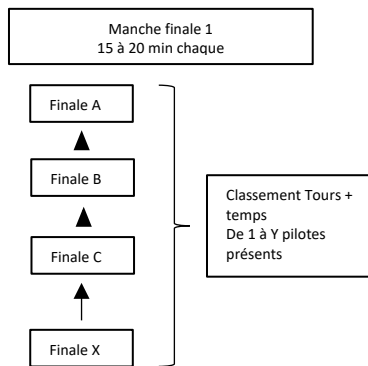 Manche finale 1
15 à 20 min chaque
Finale A
Finale B
Finale C
Finale X
Classement Tours +
temps
De 1 à Y pilotes
présents